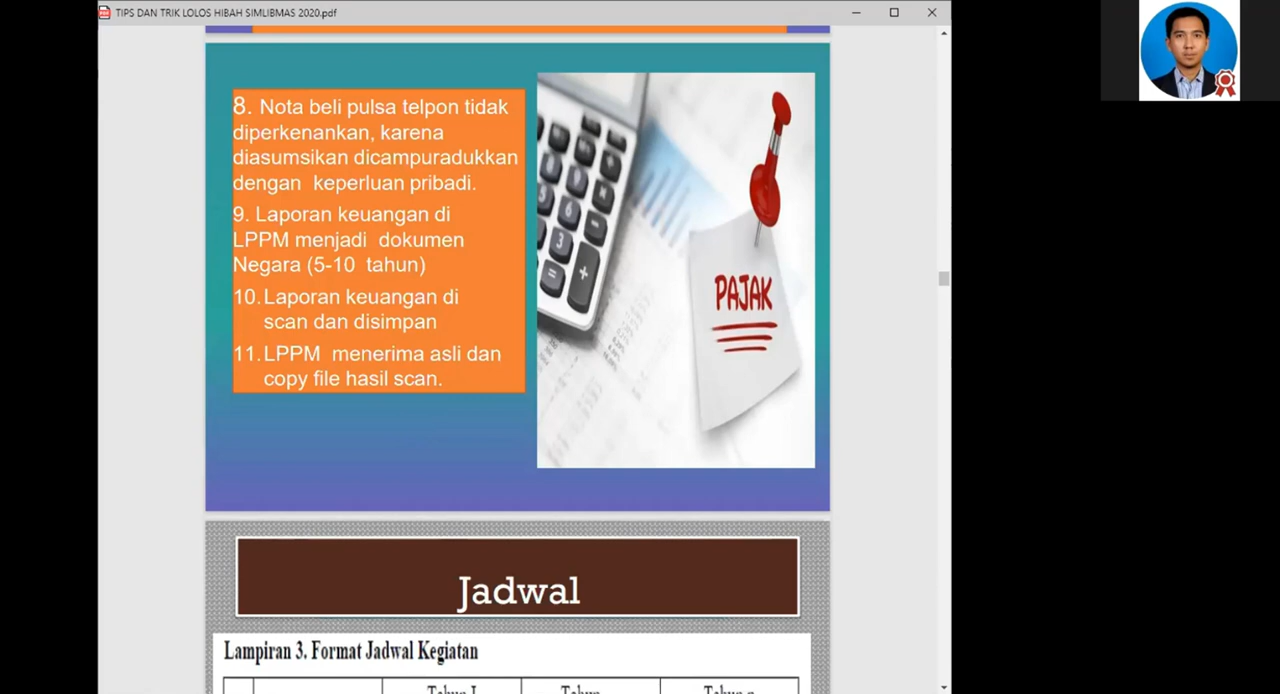 TIPS DAN TRIK LOLOS HIBAH SIMLIBMAS 2020.pdf
8. Nota beli pulsa telpon tidak
diperkenankan, karena
diasumsikan dicampuradukkan
dengan keperluan pribadi.
9. Laporan keuangan di
LPPM menjadi dokumen
Negara (5-10 tahun)
10. Laporan keuangan di
scan dan disimpan
11. LPPM menerima asli dan
copy file hasil scan.
PAJAK
Jadwal
Lampiran 3. Format Jadwal Kegiatan